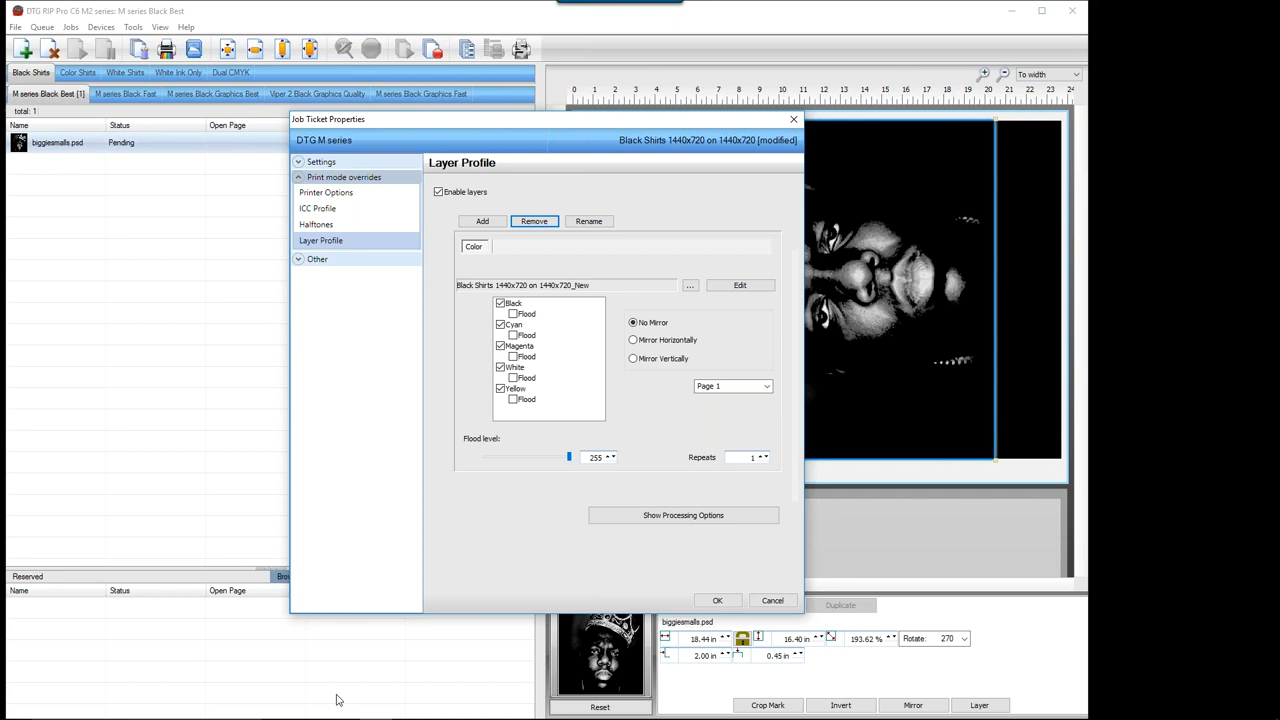 DTG RIP Pro C6 M2 series: M series Black Best
File Queue Jobs Devices Tools View Help
To width
Black Shirts Color Shirts White Shirts White Ink Only Dual CMYK
M series Black Best [1] M series Black Fast M series Black Graphics Best Viper 2 Black Graphics Quality M series Black Graphics Fast
0 1 2 3 4 5 6 7 8 9 10 11 12 13 14 15 16 17 18 19 20 21 22 23 24
total: 1
Name Status Open Page
biggiesmalls.psd Pending
Job Ticket Properties
DTG M series Black Shirts 1440x720 on 1440x720 [modified]
Settings
Print mode overrides
Printer Options
ICC Profile
Halftones
Layer Profile
Other
Layer Profile
Enable layers
Add Remove Rename
Color
Black Shirts 1440x720 on 1440x720_New ... Edit
Black
Flood
Cyan
Flood
Magenta
Flood
White
Flood
Yellow
Flood
No Mirror
Mirror Horizontally
Mirror Vertically
Page 1
Flood level:
255 Repeats 1
Show Processing Options
OK Cancel
Reserved
Name Status Open Page
Duplicate
biggiesmalls.psd
18.44 in 16.40 in 193.62 % Rotate: 270
2.00 in 0.45 in
Reset Crop Mark Invert Mirror Layer